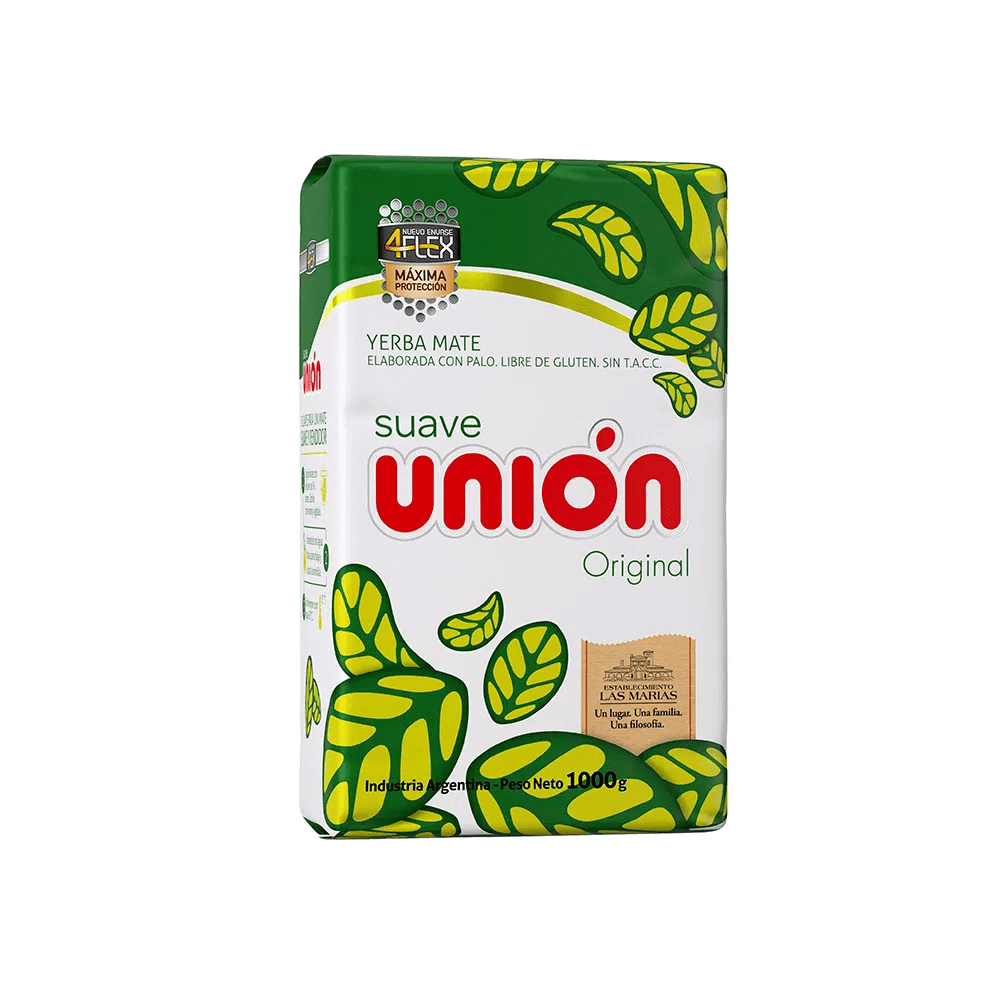 NUEVO ENVASE
4FLEX
MÁXIMA
PROTECCIÓN
YERBA MATE
ELABORADA CON PALO. LIBRE DE GLUTEN. SIN T.A.C.C.
suave
unión
Original
ESTABLECIMIENTO
LAS MARIAS
Un lugar. Una familia.
Una filosofía.
Industria Argentina - Peso Neto 1000g
unión